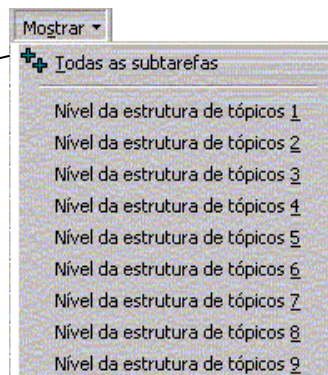 Mostrar
Todas as subtarefas
Nível da estrutura de tópicos 1
Nível da estrutura de tópicos 2
Nível da estrutura de tópicos 3
Nível da estrutura de tópicos 4
Nível da estrutura de tópicos 5
Nível da estrutura de tópicos 6
Nível da estrutura de tópicos 7
Nível da estrutura de tópicos 8
Nível da estrutura de tópicos 9